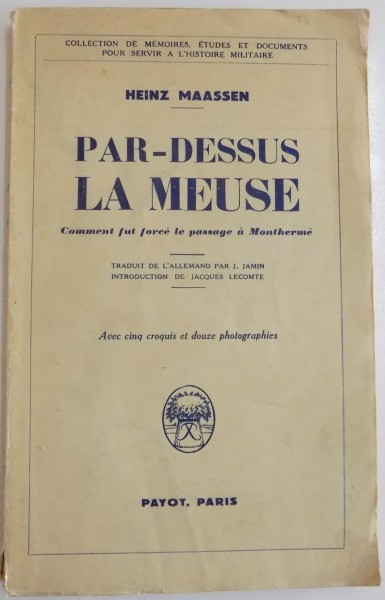 COLLECTION DE MÉMOIRES, ÉTUDES ET DOCUMENTS
POUR SERVIR A L'HISTOIRE MILITAIRE
HEINZ MAASSEN
PAR-DESSUS
LA MEUSE
Comment fut forcé le passage à Monthermé
TRADUIT DE L'ALLEMAND PAR J. JAMIN
INTRODUCTION DE JACQUES LECOMTE
Avec cinq croquis et douze photographies
PAYOT, PARIS